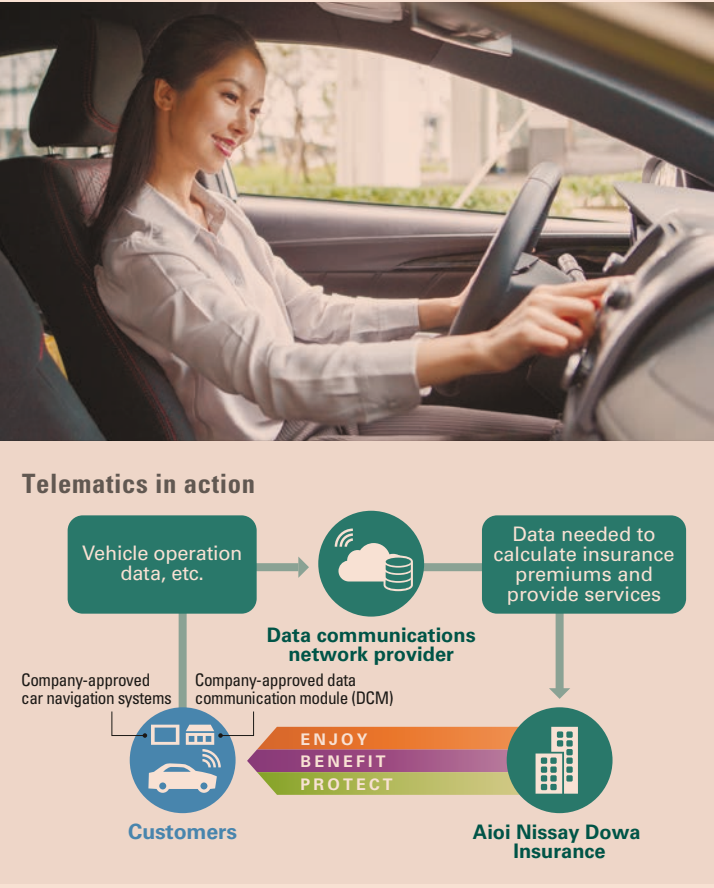 Telematics in action
Vehicle operation
data, etc.
Data needed to
calculate insurance
premiums and
provide services
Data communications
network provider
Company-approved
car navigation systems
Company-approved data
communication module (DCM)
ENJOY
BENEFIT
PROTECT
Customers
Aioi Nissay Dowa
Insurance